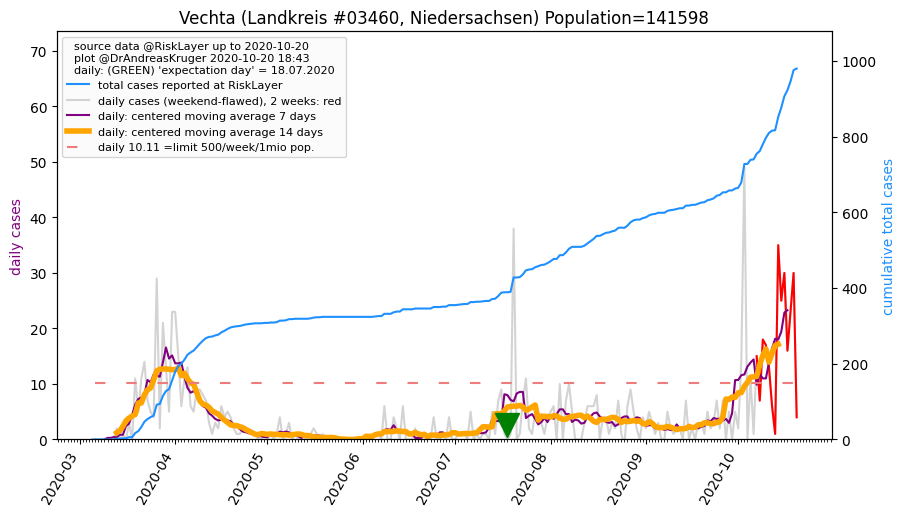 Vechta (Landkreis #03460, Niedersachsen) Population=141598
source data @RiskLayer up to 2020-10-20
plot @DrAndreasKruger 2020-10-20 18:43
daily: (GREEN) 'expectation day' = 18.07.2020
total cases reported at RiskLayer
daily cases (weekend-flawed), 2 weeks: red
daily: centered moving average 7 days
daily: centered moving average 14 days
daily 10.11 =limit 500/week/1mio pop.
daily cases
70
60
50
40
30
20
10
0
cumulative total cases
1000
800
600
400
200
0
2020-03
2020-04
2020-05
2020-06
2020-07
2020-08
2020-09
2020-10